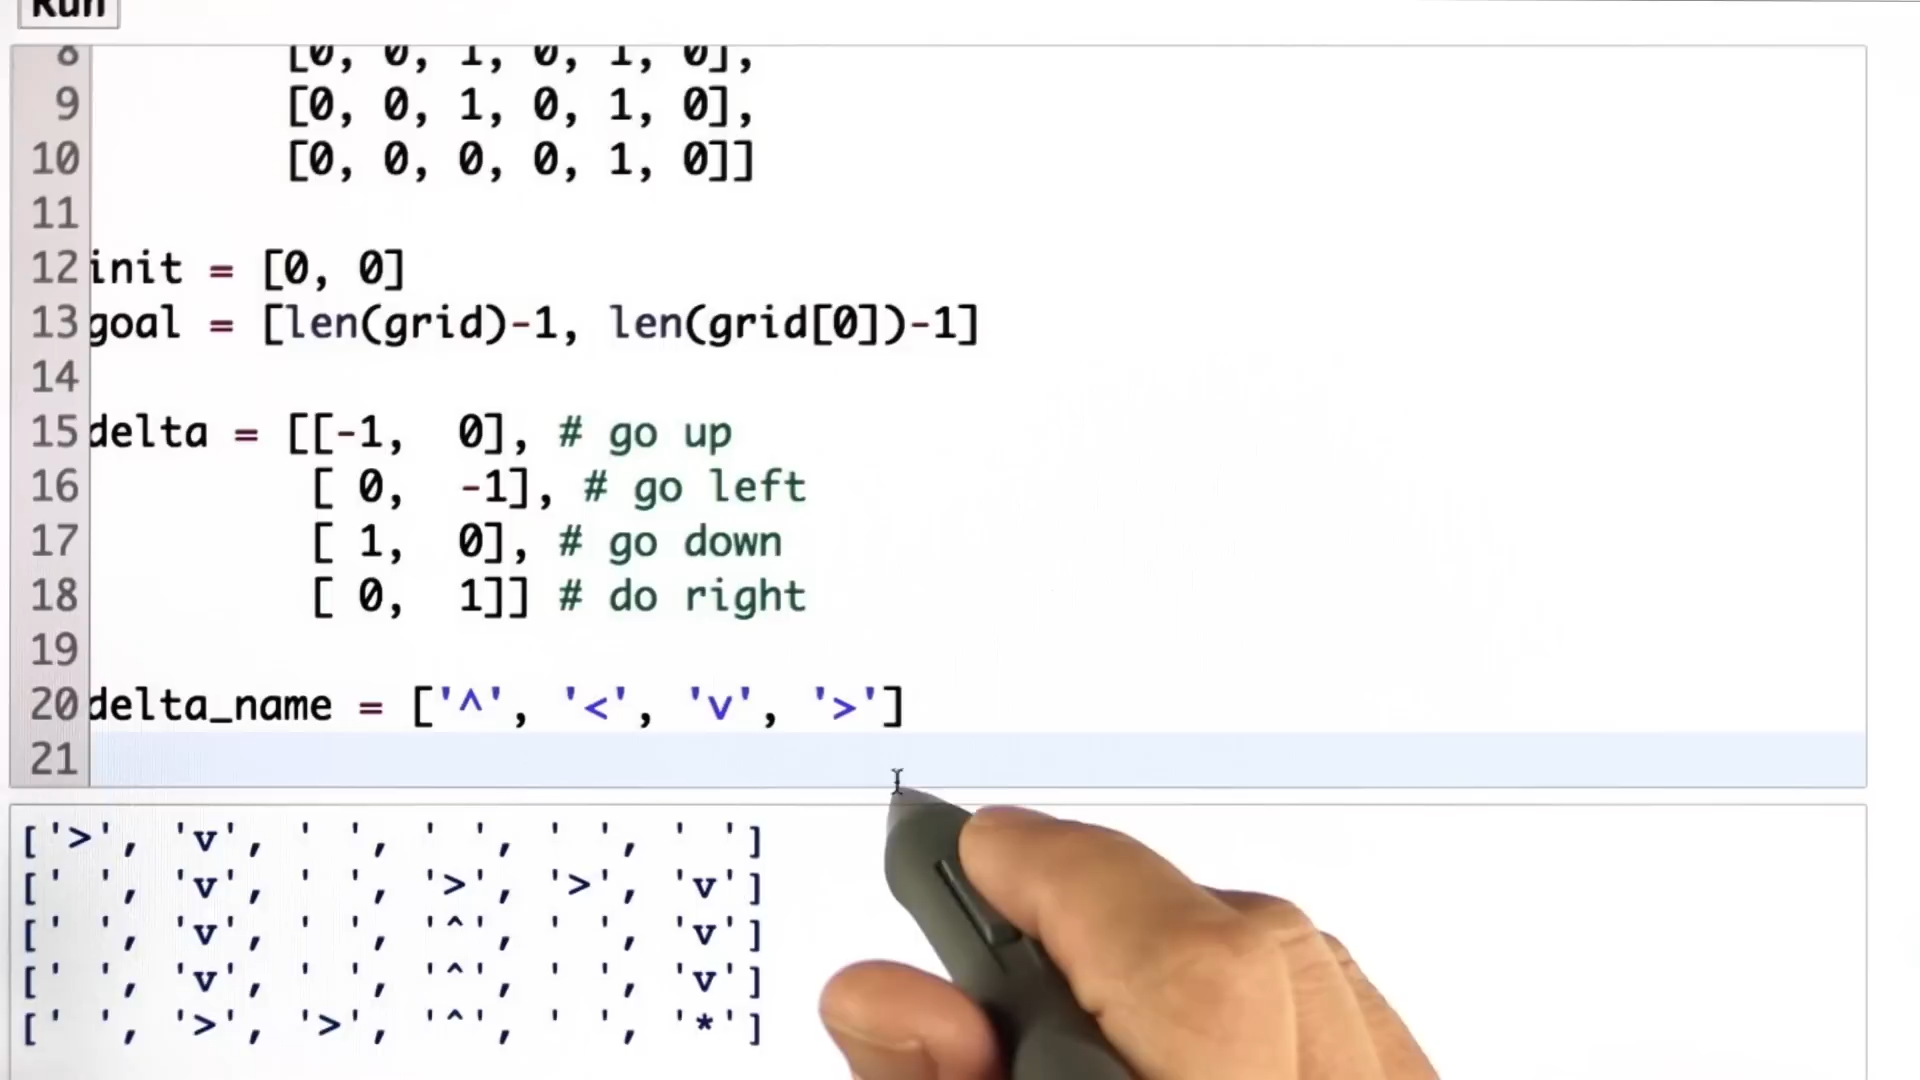 Run
8 [0, 0, 1, 0, 1, 0],
9 [0, 0, 1, 0, 1, 0],
10 [0, 0, 0, 0, 1, 0]]
11
12 init = [0, 0]
13 goal = [len(grid)-1, len(grid[0])-1]
14
15 delta = [[-1, 0], # go up
16 [ 0, -1], # go left
17 [ 1, 0], # go down
18 [ 0, 1]] # do right
19
20 delta_name = ['^', '<', 'v', '>']
21
['>', 'v', ' ', ' ', ' ', ' ']
[' ', 'v', ' ', '>', '>', 'v']
[' ', 'v', ' ', '^', ' ', 'v']
[' ', 'v', ' ', '^', ' ', 'v']
[' ', '>', '>', '^', ' ', '*']